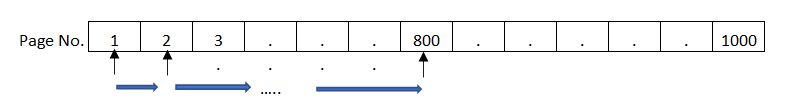 Page No. 1 2 3 . . . 800 . . . . . 1000
. . . .
.....